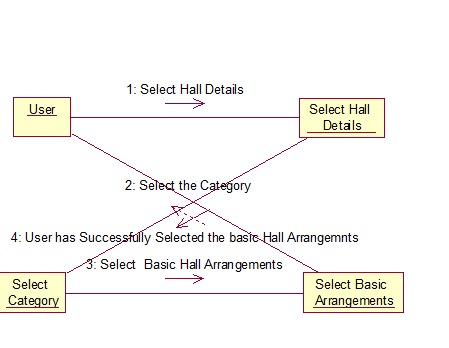 1: Select Hall Details
User
Select Hall
Details
2: Select the Category
4: User has Successfully Selected the basic Hall Arrangemnts
3: Select Basic Hall Arrangements
Select
Category
Select Basic
Arrangements